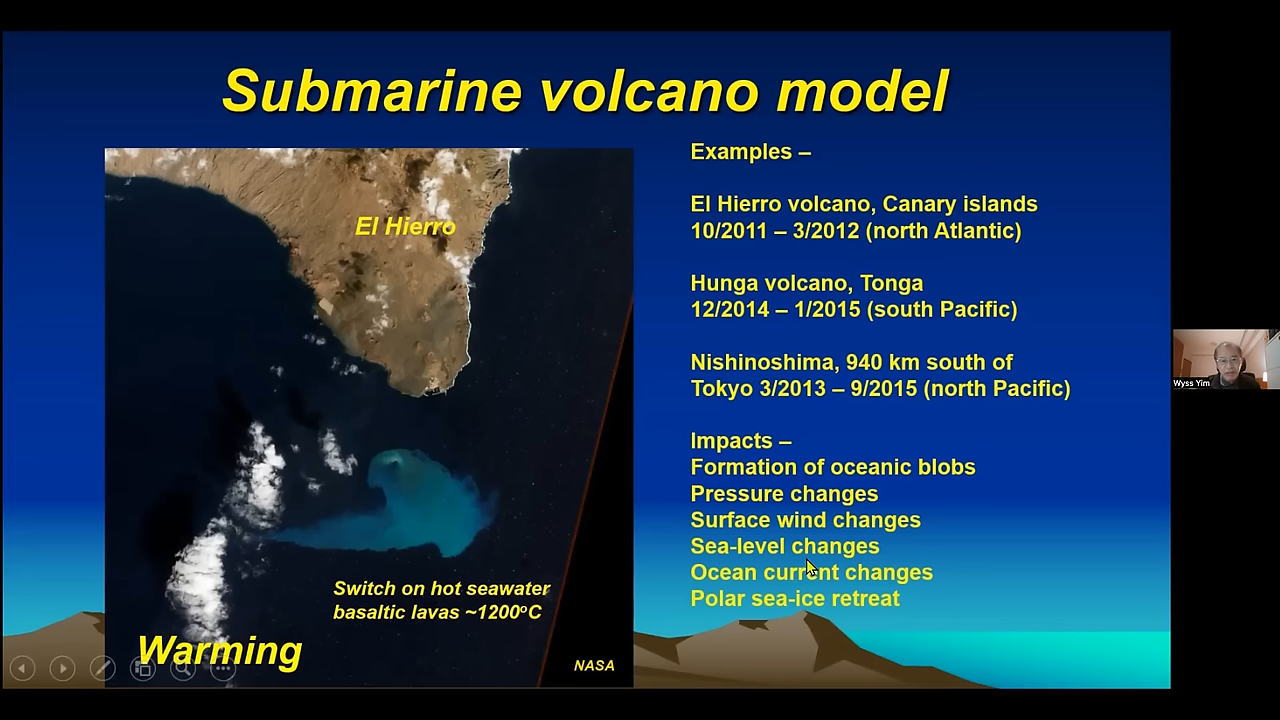 Submarine volcano model
El Hierro
Switch on hot seawater
basaltic lavas ~1200ºC
Warming
NASA
Examples –
El Hierro volcano, Canary islands
10/2011 – 3/2012 (north Atlantic)
Hunga volcano, Tonga
12/2014 – 1/2015 (south Pacific)
Nishinoshima, 940 km south of
Tokyo 3/2013 – 9/2015 (north Pacific)
Impacts –
Formation of oceanic blobs
Pressure changes
Surface wind changes
Sea-level changes
Ocean current changes
Polar sea-ice retreat
Wyss Yim